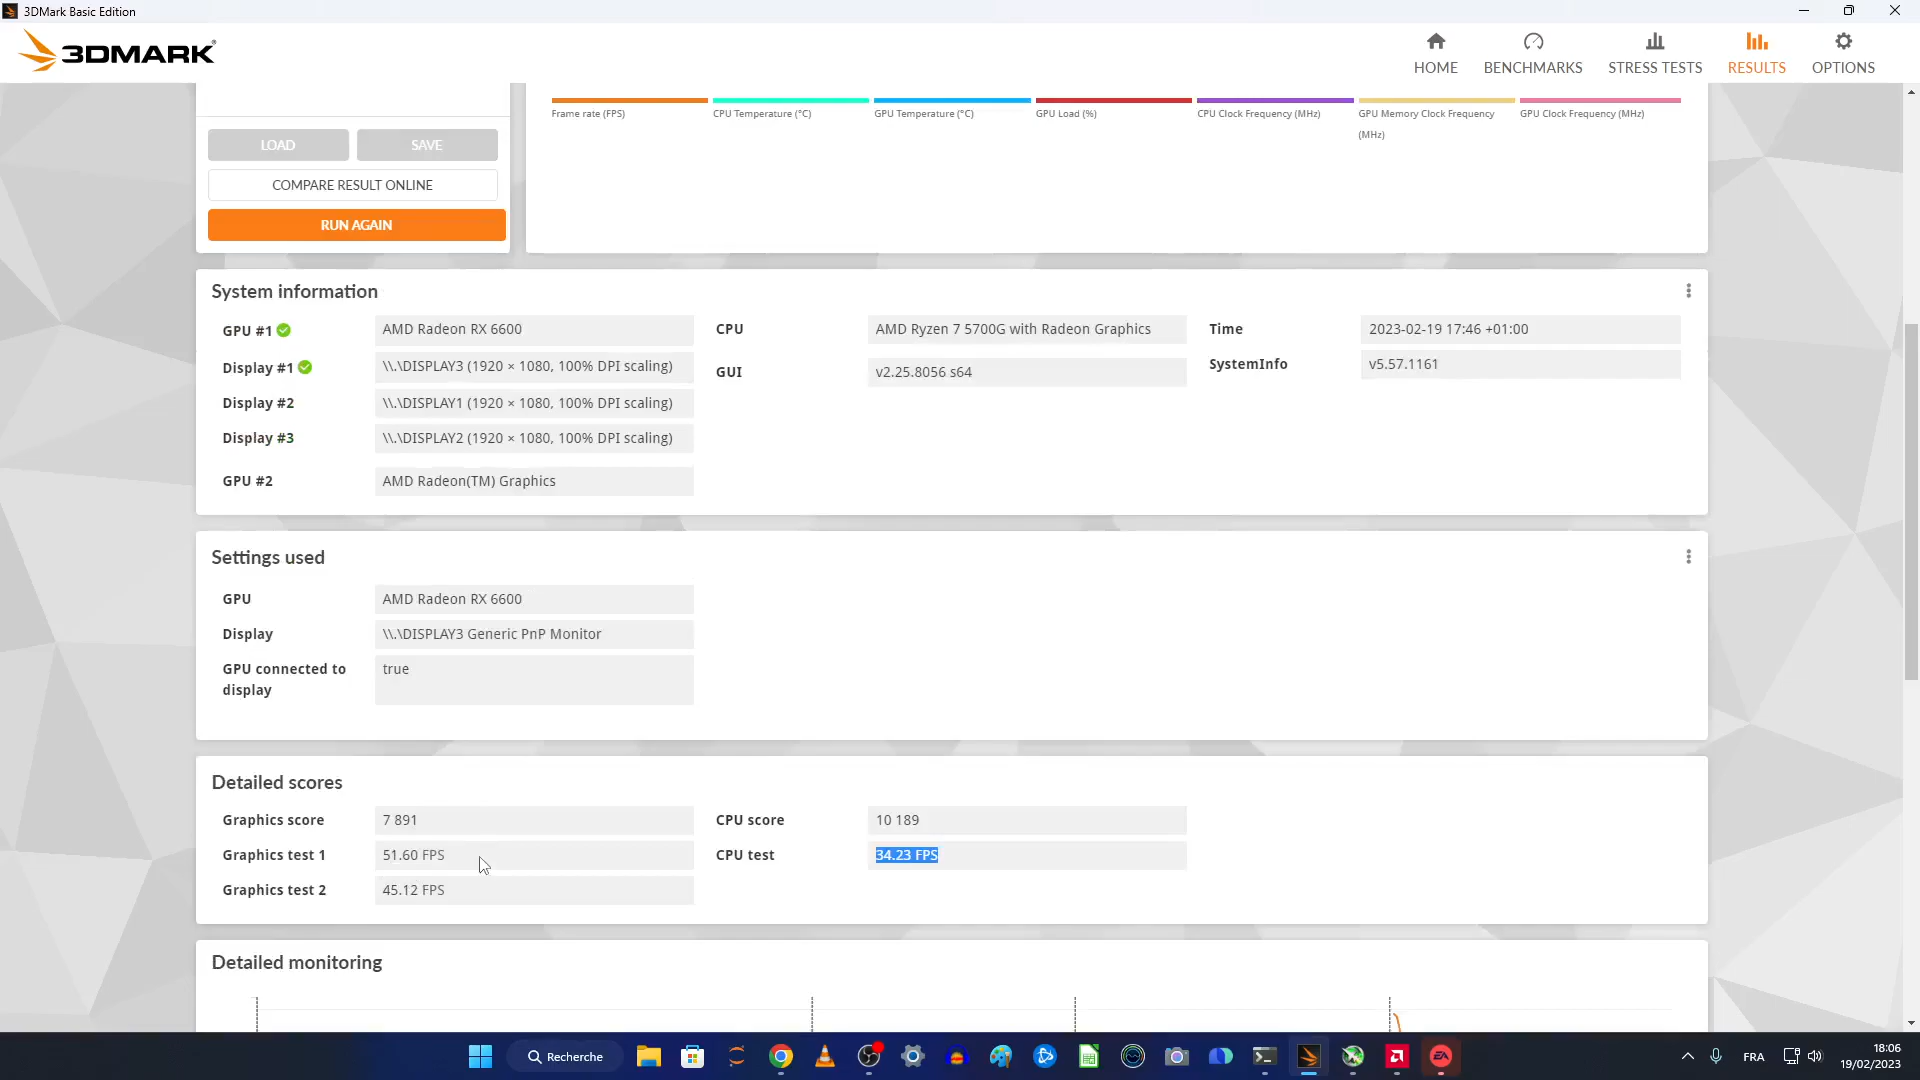 3DMark Basic Edition
3DMARK
HOME
BENCHMARKS
STRESS TESTS
RESULTS
OPTIONS
Frame rate (FPS)
CPU Temperature (°C)
GPU Temperature (°C)
GPU Load (%)
CPU Clock Frequency (MHz)
GPU Memory Clock Frequency
(MHz)
GPU Clock Frequency (MHz)
LOAD
SAVE
COMPARE RESULT ONLINE
RUN AGAIN
System information
GPU #1
AMD Radeon RX 6600
Display #1
\\.\DISPLAY3 (1920 × 1080, 100% DPI scaling)
Display #2
\\.\DISPLAY1 (1920 × 1080, 100% DPI scaling)
Display #3
\\.\DISPLAY2 (1920 × 1080, 100% DPI scaling)
GPU #2
AMD Radeon(TM) Graphics
CPU
AMD Ryzen 7 5700G with Radeon Graphics
GUI
v2.25.8056 s64
Time
2023-02-19 17:46 +01:00
SystemInfo
v5.57.1161
Settings used
GPU
AMD Radeon RX 6600
Display
\\.\DISPLAY3 Generic PnP Monitor
GPU connected to
display
true
Detailed scores
Graphics score
7 891
Graphics test 1
51.60 FPS
Graphics test 2
45.12 FPS
CPU score
10 189
CPU test
34.23 FPS
Detailed monitoring
Recherche
EA
FRA
18:06
19/02/2023